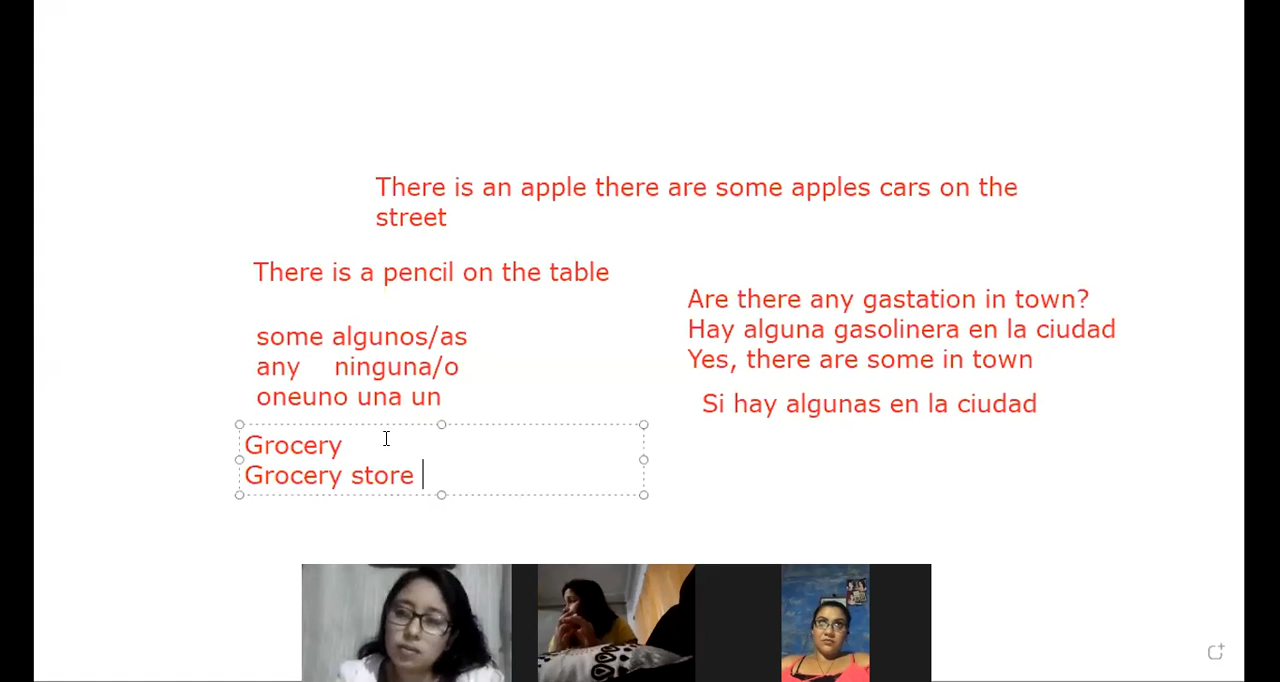 There is an apple there are some apples cars on the
street
There is a pencil on the table
some algunos/as
any ninguna/o
oneuno una un
Grocery
Grocery store
Are there any gastation in town?
Hay alguna gasolinera en la ciudad
Yes, there are some in town
Si hay algunas en la ciudad